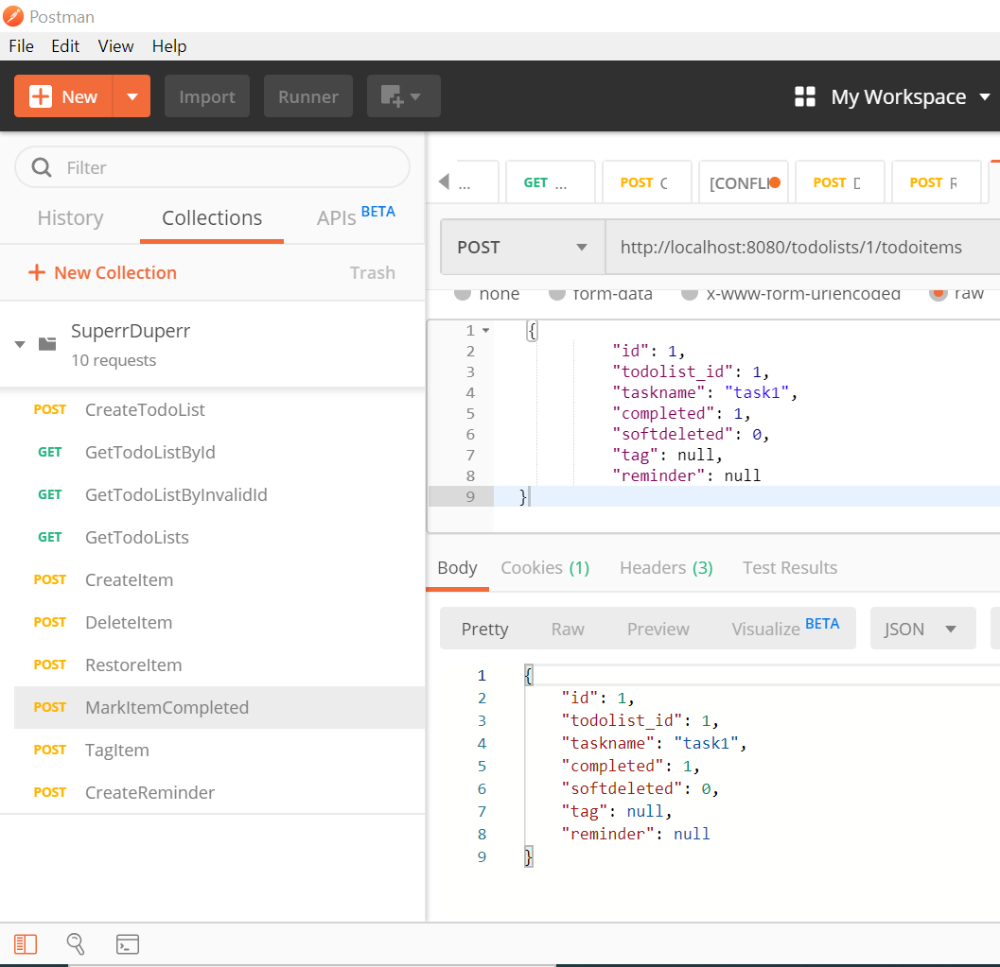 Postman
File Edit View Help
New Import Runner My Workspace
Filter
History Collections APIs BETA
New Collection Trash
SuperrDuperr
10 requests
POST CreateTodoList
GET GetTodoListById
GET GetTodoListByInvalidId
GET GetTodoLists
POST CreateItem
POST DeleteItem
POST RestoreItem
POST MarkItemCompleted
POST TagItem
POST CreateReminder
... GET ... POST C [CONFLI POST D POST R
POST http://localhost:8080/todolists/1/todoitems
none form-data x-www-form-urlencoded raw
1 {
2 "id": 1,
3 "todolist_id": 1,
4 "taskname": "task1",
5 "completed": 1,
6 "softdeleted": 0,
7 "tag": null,
8 "reminder": null
9 }
Body Cookies (1) Headers (3) Test Results
Pretty Raw Preview Visualize BETA JSON
1 {
2 "id": 1,
3 "todolist_id": 1,
4 "taskname": "task1",
5 "completed": 1,
6 "softdeleted": 0,
7 "tag": null,
8 "reminder": null
9 }